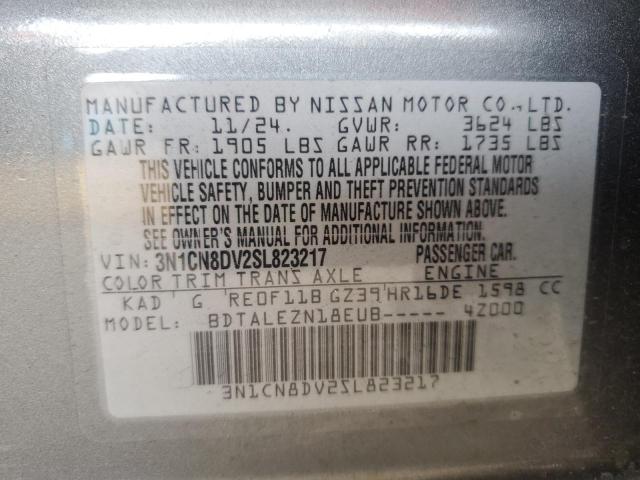 MANUFACTURED BY NISSAN MOTOR CO.,LTD.
DATE: 11/24. GVWR: 3624 LBS
GAWR FR: 1905 LBS GAWR RR: 1735 LBS
THIS VEHICLE CONFORMS TO ALL APPLICABLE FEDERAL MOTOR
VEHICLE SAFETY, BUMPER AND THEFT PREVENTION STANDARDS
IN EFFECT ON THE DATE OF MANUFACTURE SHOWN ABOVE.
SEE OWNER'S MANUAL FOR ADDITIONAL INFORMATION.
VIN: 3N1CN8DV2SL823217 PASSENGER CAR.
COLOR TRIM TRANS AXLE ENGINE
KAD G RE0F11B GZ39 HR16DE 1598 CC
MODEL: BDTALEZN18EUB----- 4Z000
3N1CN8DV2SL823217